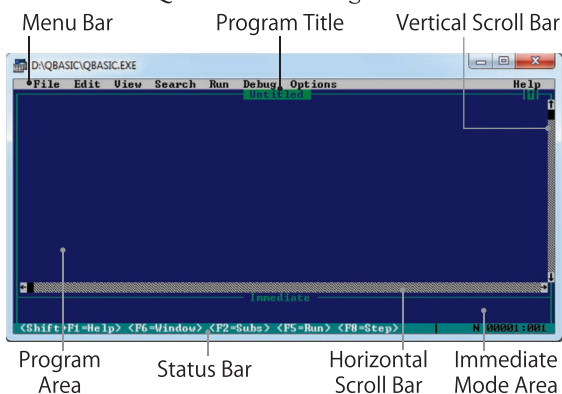 Menu Bar Program Title Vertical Scroll Bar
D:\QBASIC\QBASIC.EXE
File Edit View Search Run Debug Options Help
Untitled
Immediate
<Shift+F1=Help> <F6=Window> <F2=Subs> <F5=Run> <F8=Step> N 00001:001
Program Area
Status Bar
Horizontal Scroll Bar
Immediate Mode Area